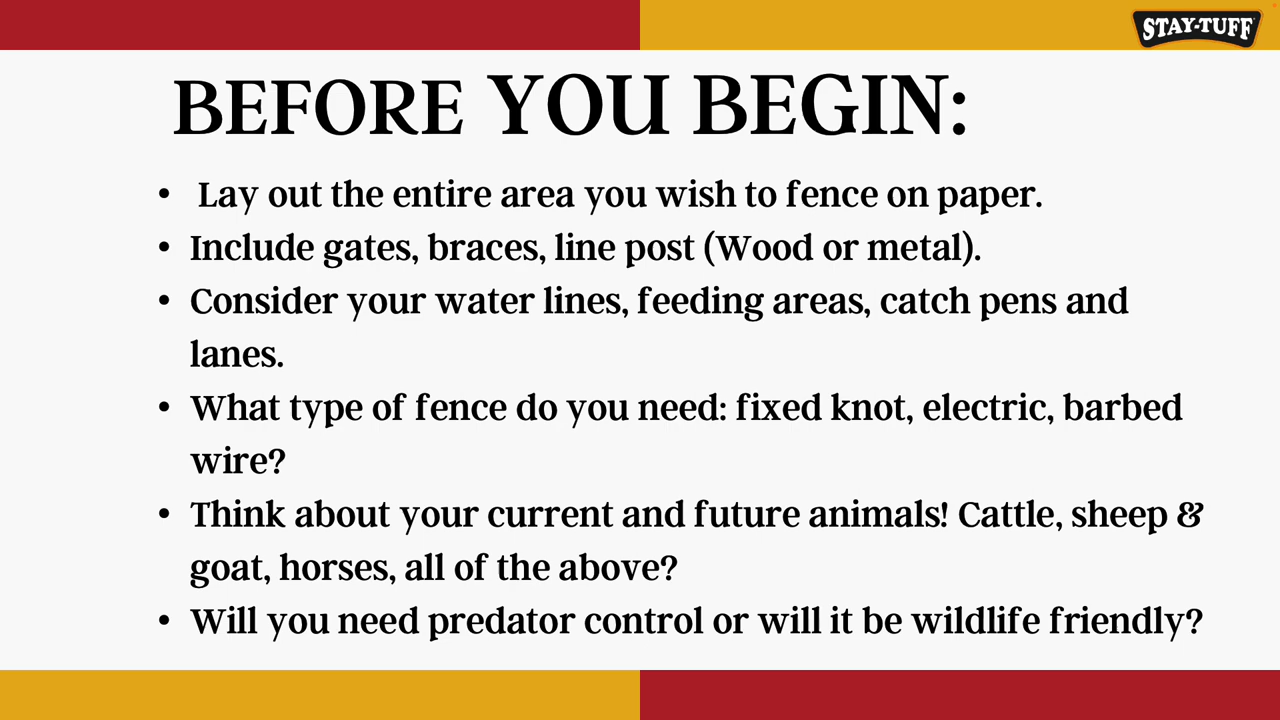 STAY-TUFF
BEFORE YOU BEGIN:
• Lay out the entire area you wish to fence on paper.
• Include gates, braces, line post (Wood or metal).
• Consider your water lines, feeding areas, catch pens and
lanes.
• What type of fence do you need: fixed knot, electric, barbed
wire?
• Think about your current and future animals! Cattle, sheep &
goat, horses, all of the above?
• Will you need predator control or will it be wildlife friendly?